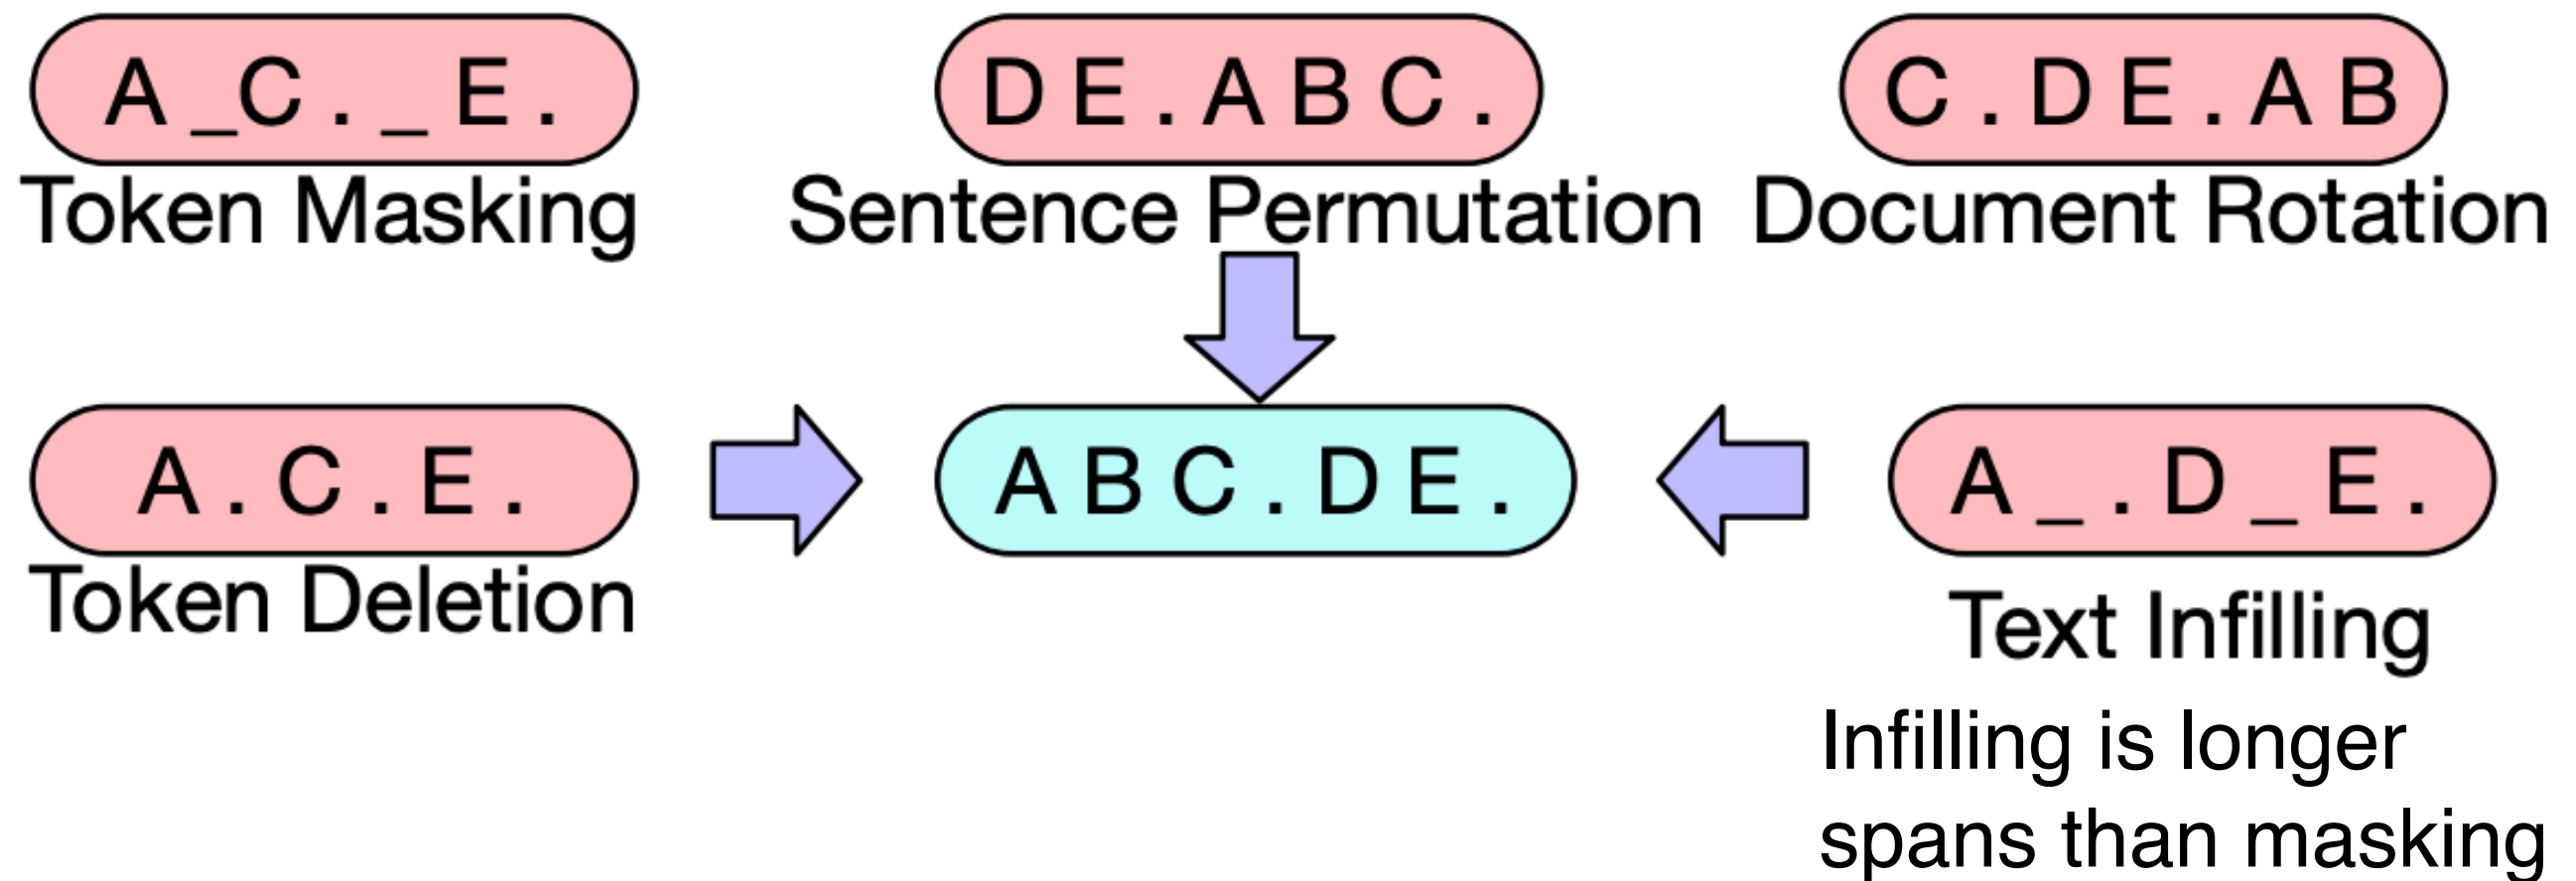 A _C . _ E .
Token Masking
D E . A B C .
Sentence Permutation
C . D E . A B
Document Rotation
A . C . E .
Token Deletion
A B C . D E .
A _ . D _ E .
Text Infilling
Infilling is longer
spans than masking